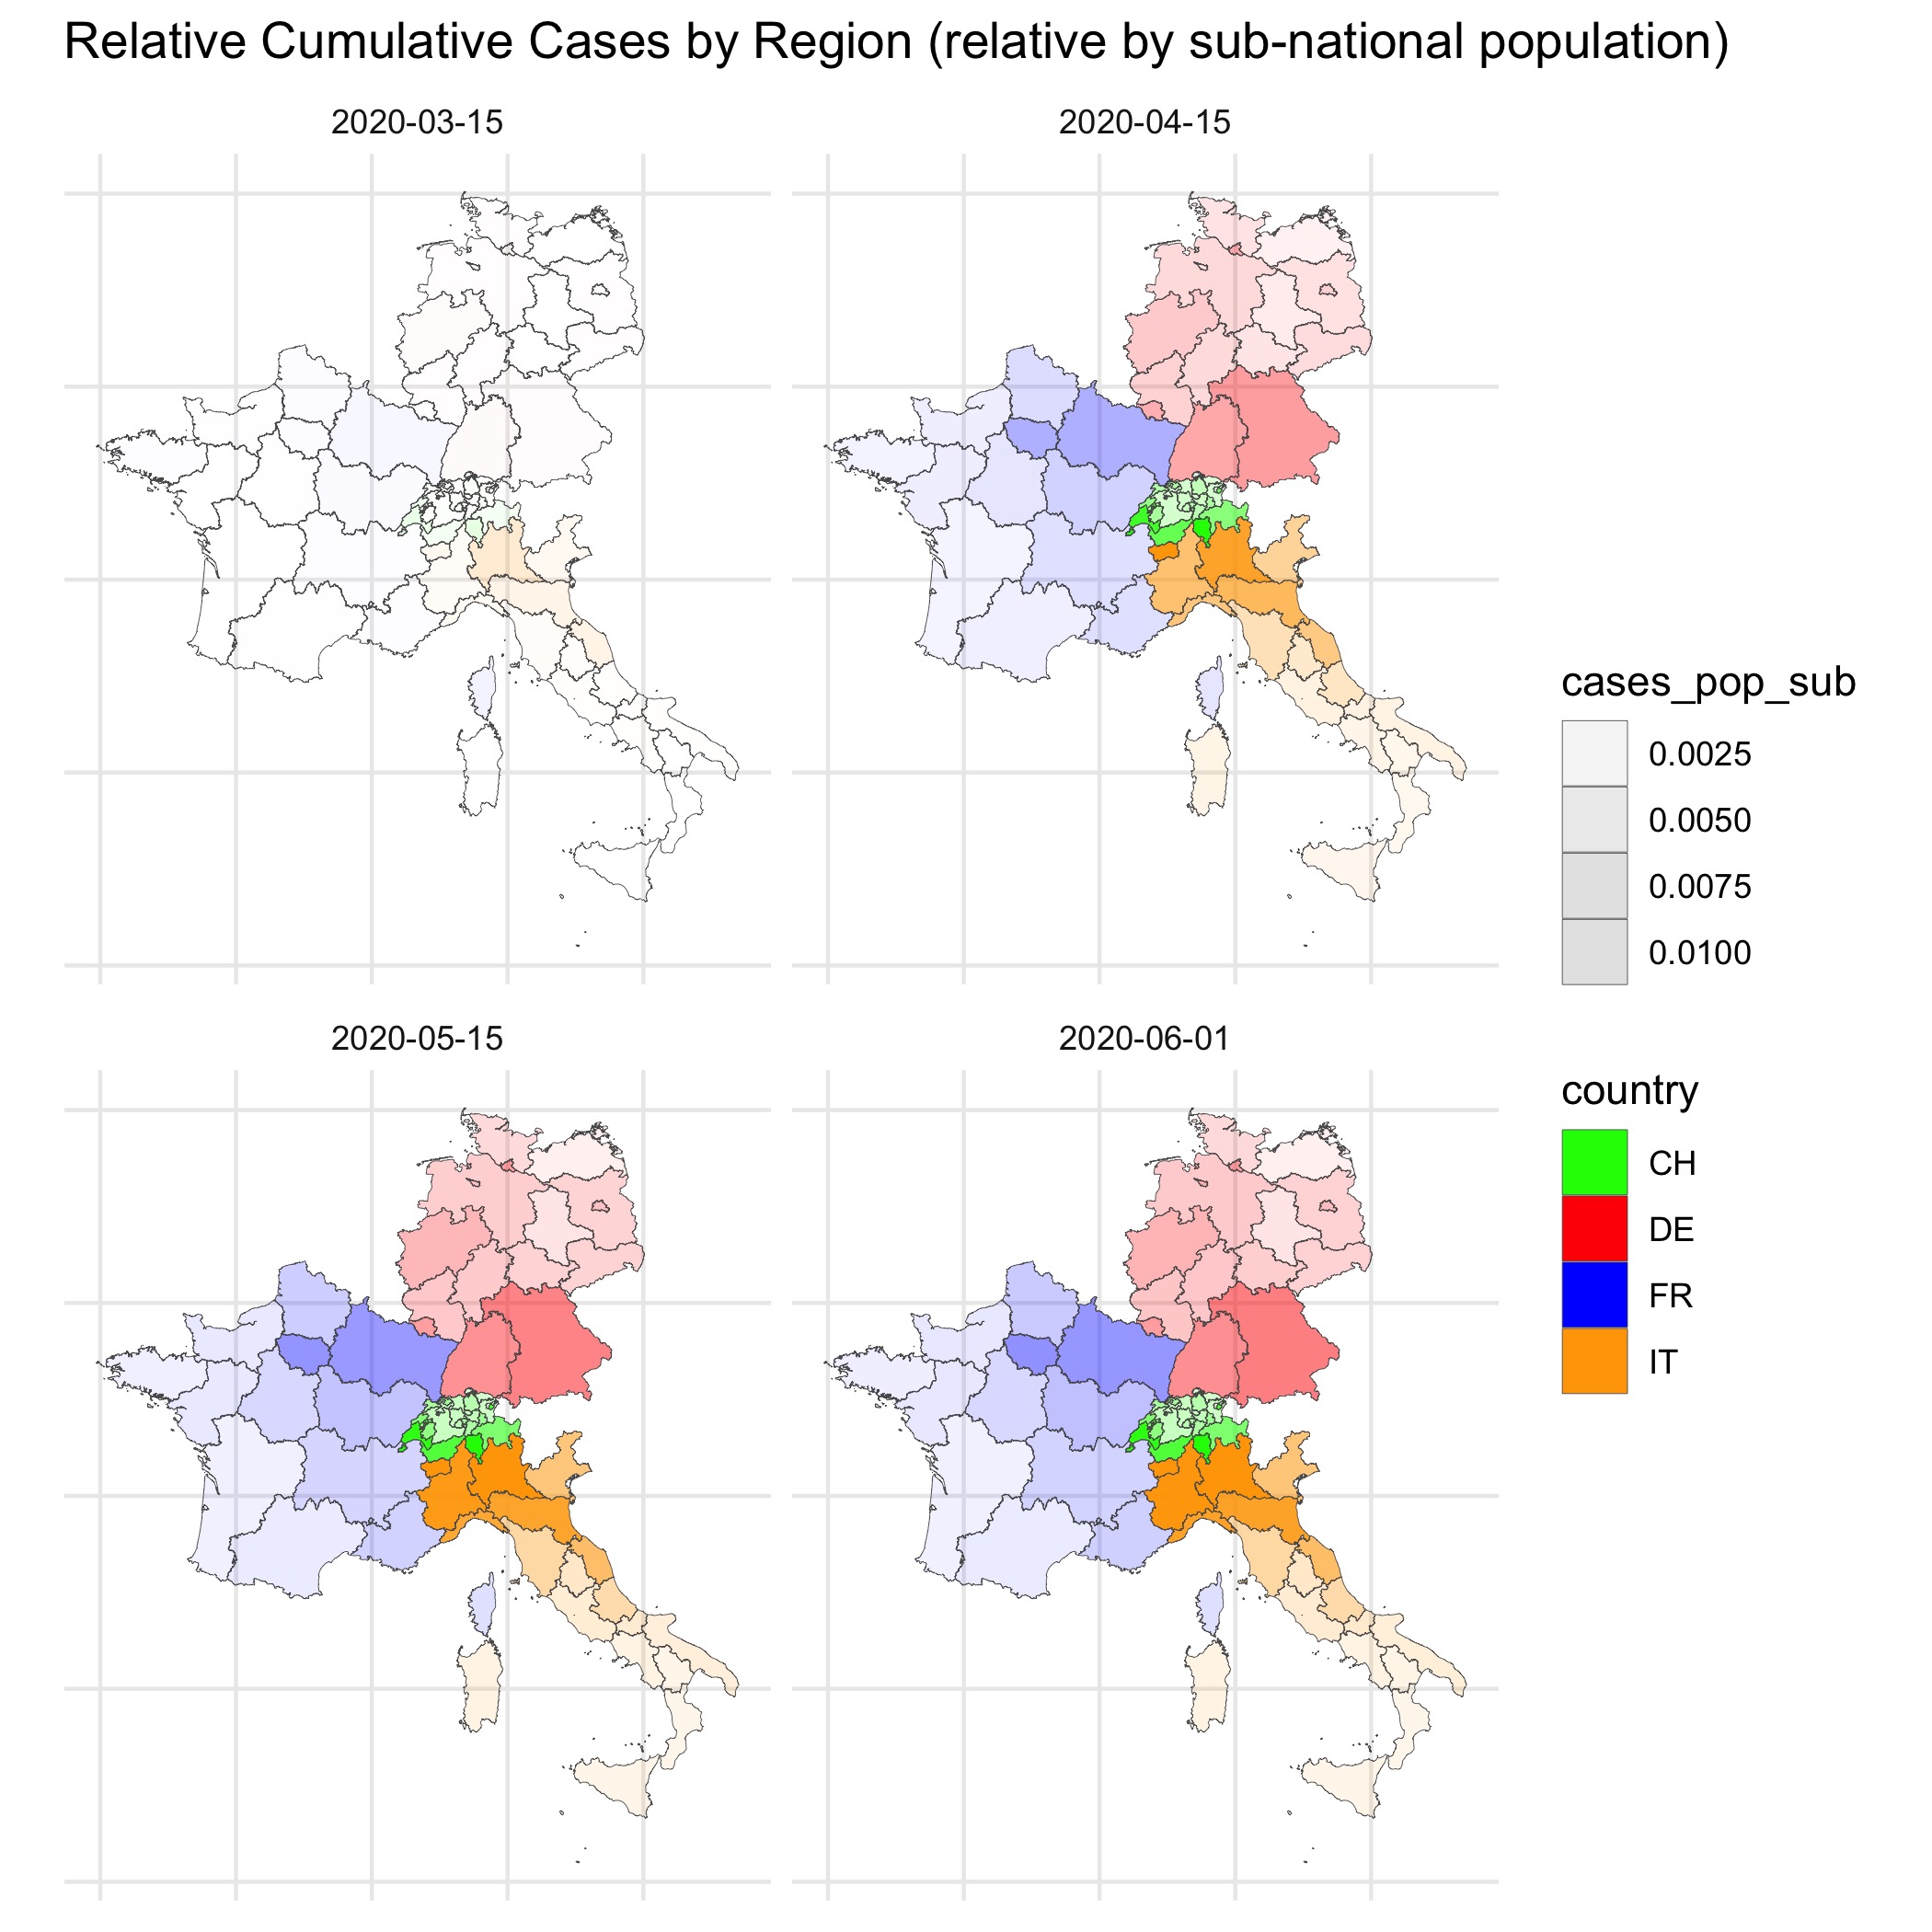 Relative Cumulative Cases by Region (relative by sub-national population)
2020-03-15
2020-04-15
cases_pop_sub
0.0025
0.0050
0.0075
0.0100
2020-05-15
2020-06-01
country
CH
DE
FR
IT